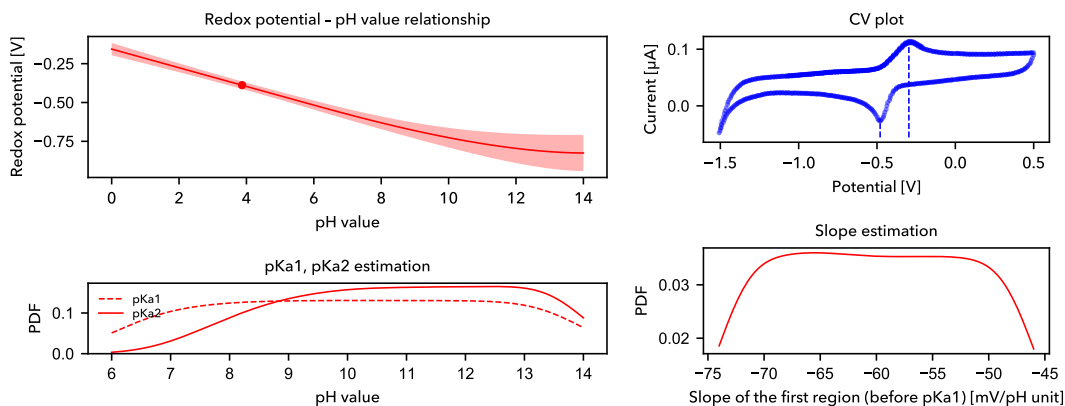 Redox potential – pH value relationship
Redox potential [V]
−0.25
−0.50
−0.75
0 2 4 6 8 10 12 14
pH value
CV plot
Current [μA]
0.1
0.0
−1.5 −1.0 −0.5 0.0 0.5
Potential [V]
pKa1, pKa2 estimation
PDF
0.1
0.0
pKa1
pKa2
6 7 8 9 10 11 12 13 14
pH value
Slope estimation
PDF
0.03
0.02
−75 −70 −65 −60 −55 −50 −45
Slope of the first region (before pKa1) [mV/pH unit]